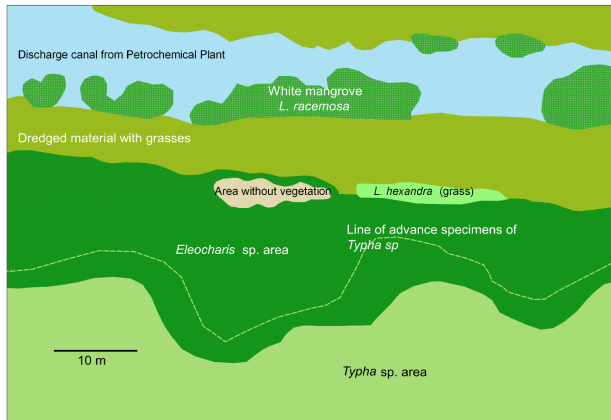 Discharge canal from Petrochemical Plant
White mangrove
L. racemosa
Dredged material with grasses
Area without vegetation
L. hexandra (grass)
Eleocharis sp. area
Line of advance specimens of
Typha sp
10 m
Typha sp. area